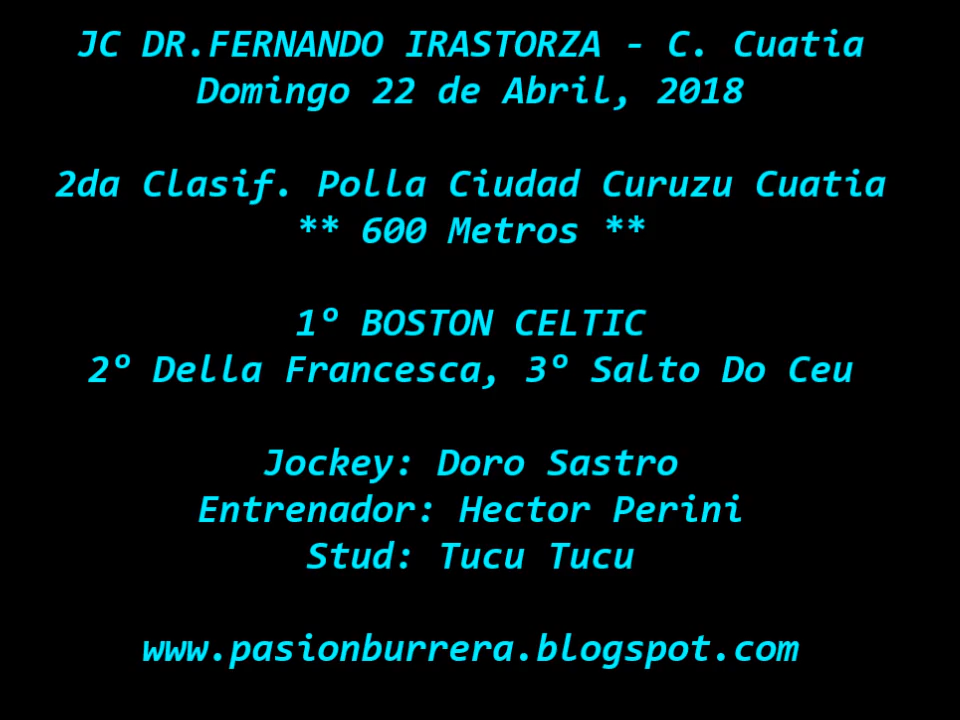 JC DR.FERNANDO IRASTORZA - C. Cuatia
Domingo 22 de Abril, 2018
2da Clasif. Polla Ciudad Curuzu Cuatia
** 600 Metros **
1º BOSTON CELTIC
2º Della Francesca, 3º Salto Do Ceu
Jockey: Doro Sastro
Entrenador: Hector Perini
Stud: Tucu Tucu
www.pasionburrera.blogspot.com